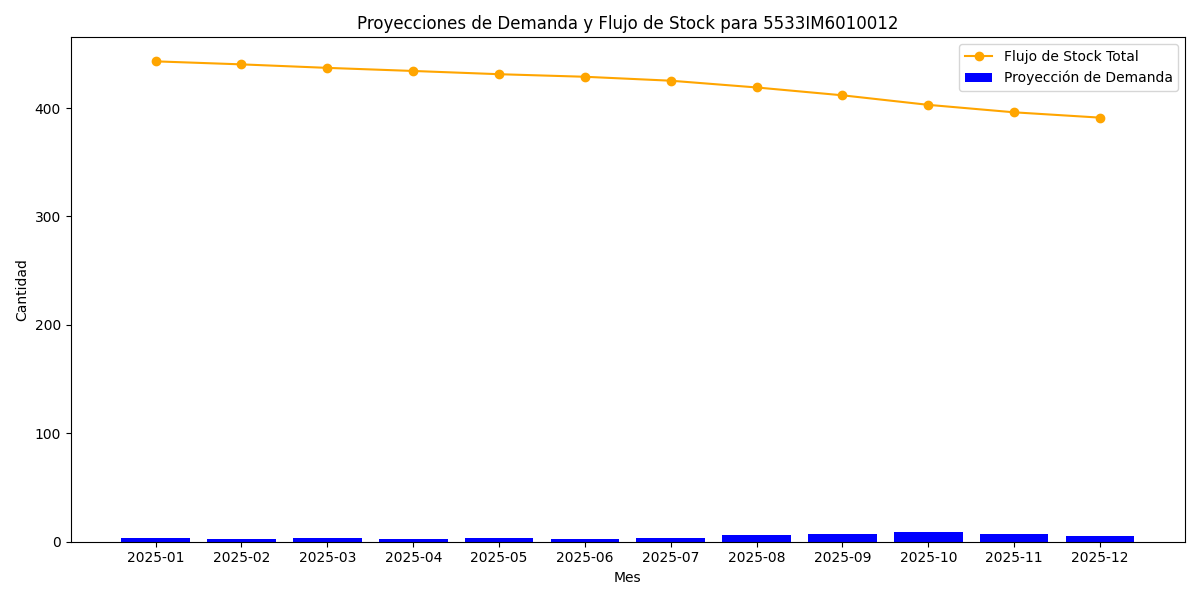 Proyecciones de Demanda y Flujo de Stock para 5533IM6010012
Flujo de Stock Total
Proyección de Demanda
Cantidad
400
300
200
100
0
2025-01 2025-02 2025-03 2025-04 2025-05 2025-06 2025-07 2025-08 2025-09 2025-10 2025-11 2025-12
Mes